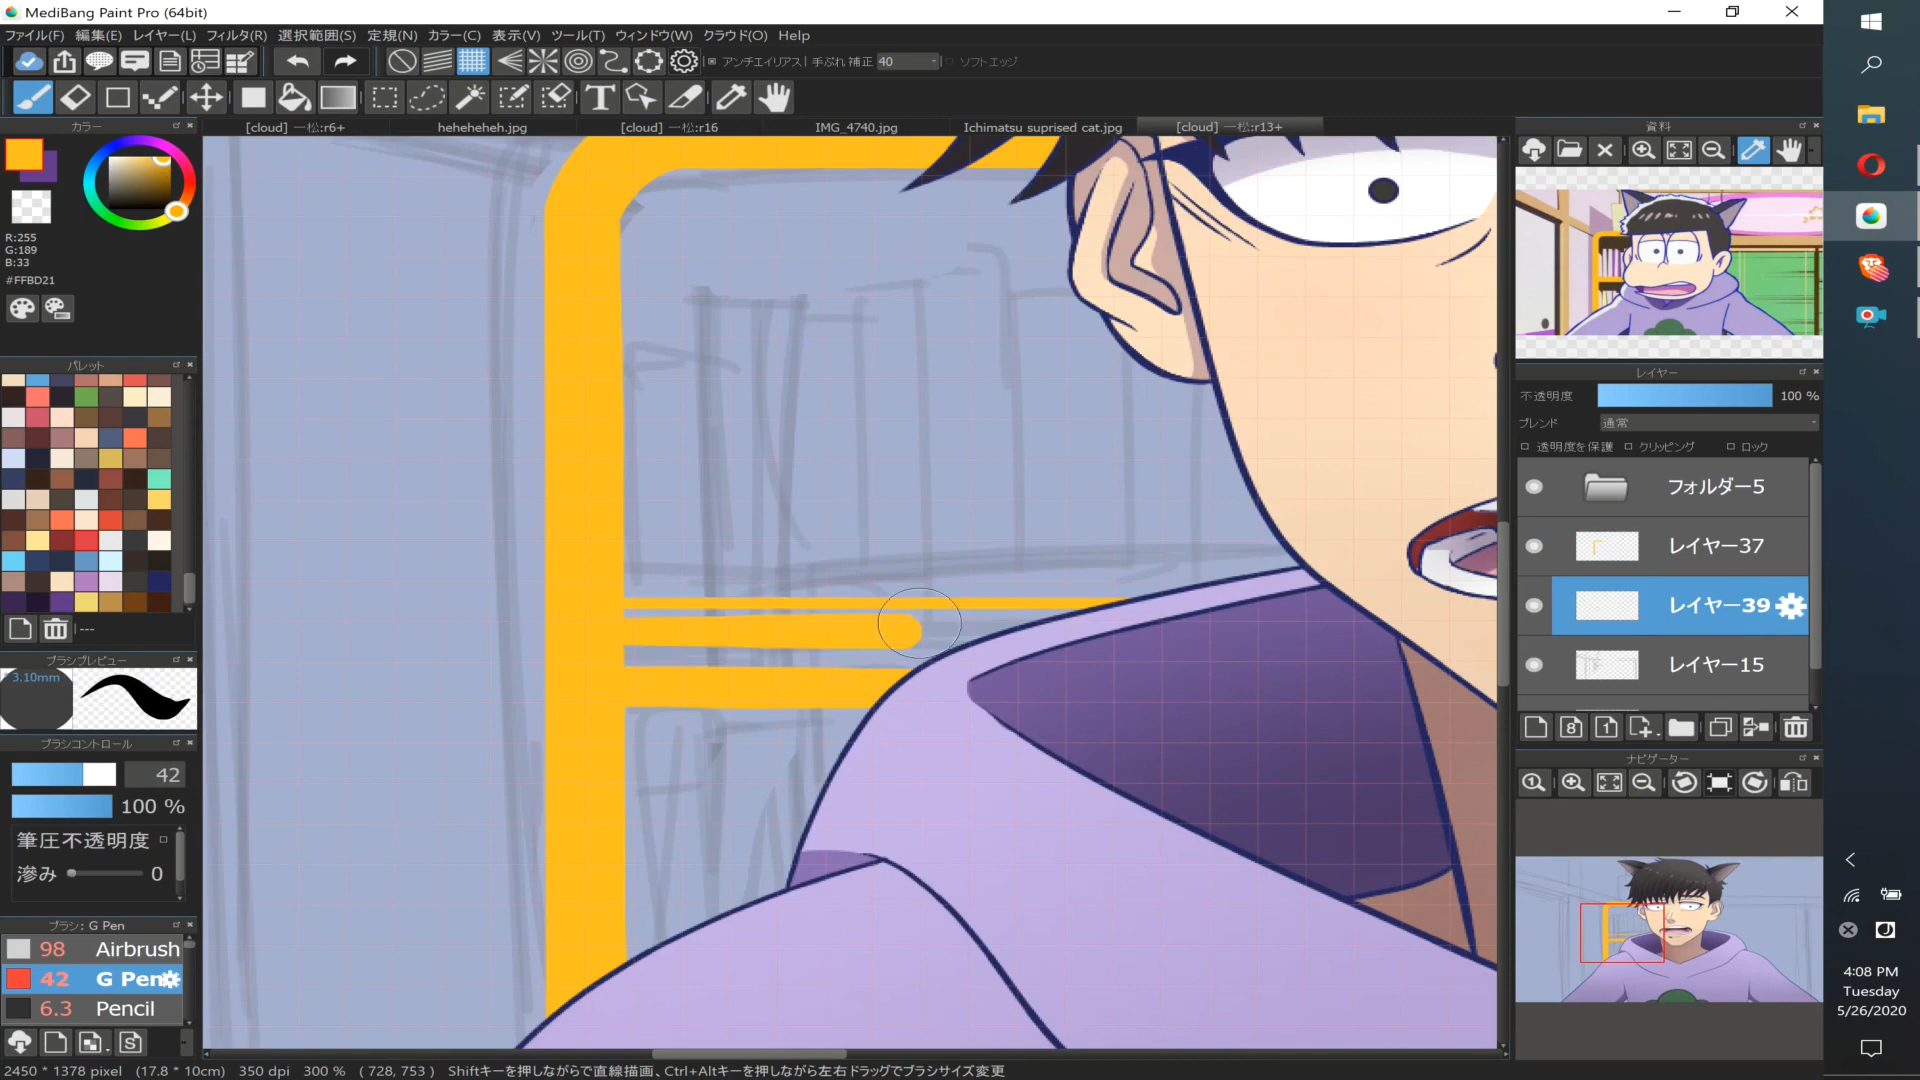 MediBang Paint Pro (64bit)
ファイル(F) 編集(E) レイヤー(L) フィルタ(R) 選択範囲(S) 定規(N) カラー(C) 表示(V) ツール(T) ウィンドウ(W) クラウド(O) Help
アンチエイリアス 手ぶれ補正 40 ソフトエッジ
カラー
[cloud] 一松:r6+ heheheheh.jpg [cloud] 一松:r16 IMG_4740.jpg Ichimatsu suprised cat.jpg [cloud] 一松:r13+
資料
R:255
G:189
B:33
#FFBD21
パレット
---
ブラシプレビュー
3.10mm
ブラシコントロール
42
100 %
筆圧不透明度
滲み 0
ブラシ: G Pen
98 Airbrush
42 G Pen
6.3 Pencil
レイヤー
不透明度 100 %
ブレンド 通常
透明度を保護 クリッピング ロック
フォルダー5
レイヤー37
レイヤー39
レイヤー15
ナビゲーター
4:08 PM
Tuesday
5/26/2020
2450 * 1378 pixel (17.8 * 10cm) 350 dpi 300 % ( 728, 753 ) Shiftキーを押しながらで直線描画、Ctrl+Altキーを押しながら左右ドラッグでブラシサイズ変更